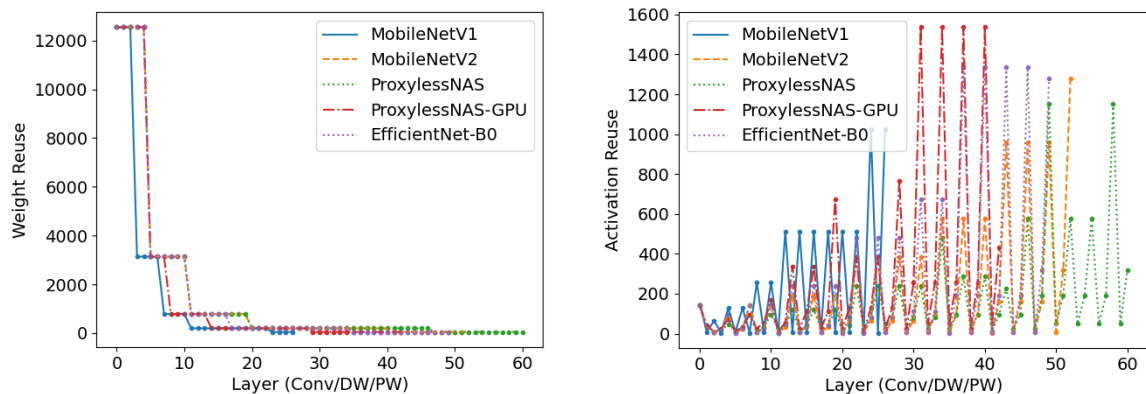 Weight Reuse
12000
10000
8000
6000
4000
2000
0
0 10 20 30 40 50 60
Layer (Conv/DW/PW)
MobileNetV1
MobileNetV2
ProxylessNAS
ProxylessNAS-GPU
EfficientNet-B0
Activation Reuse
1600
1400
1200
1000
800
600
400
200
0
0 10 20 30 40 50 60
Layer (Conv/DW/PW)
MobileNetV1
MobileNetV2
ProxylessNAS
ProxylessNAS-GPU
EfficientNet-B0